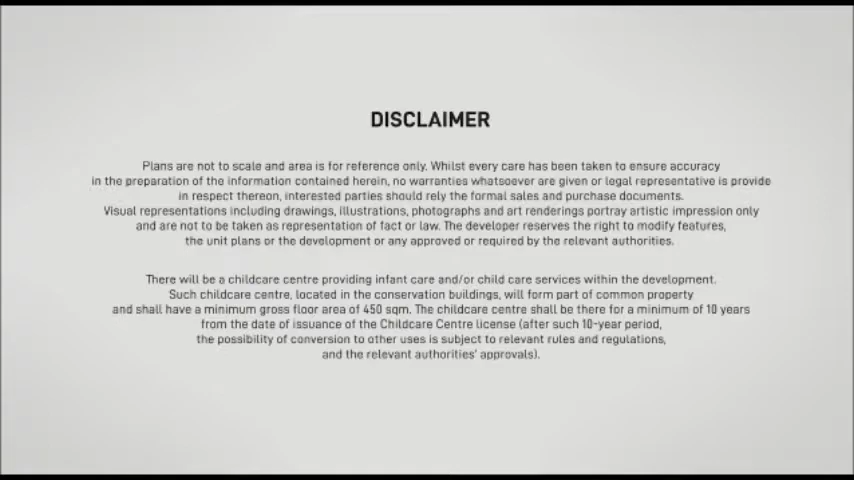 DISCLAIMER
Plans are not to scale and area is for reference only. Whilst every care has been taken to ensure accuracy
in the preparation of the information contained herein, no warranties whatsoever are given or legal representative is provide
in respect thereon, interested parties should rely the formal sales and purchase documents.
Visual representations including drawings, illustrations, photographs and art renderings portray artistic impression only
and are not to be taken as representation of fact or law. The developer reserves the right to modify features,
the unit plans or the development or any approved or required by the relevant authorities.
There will be a childcare centre providing infant care and/or child care services within the development.
Such childcare centre, located in the conservation buildings, will form part of common property
and shall have a minimum gross floor area of 450 sqm. The childcare centre shall be there for a minimum of 10 years
from the date of issuance of the Childcare Centre license (after such 10-year period,
the possibility of conversion to other uses is subject to relevant rules and regulations,
and the relevant authorities' approvals).